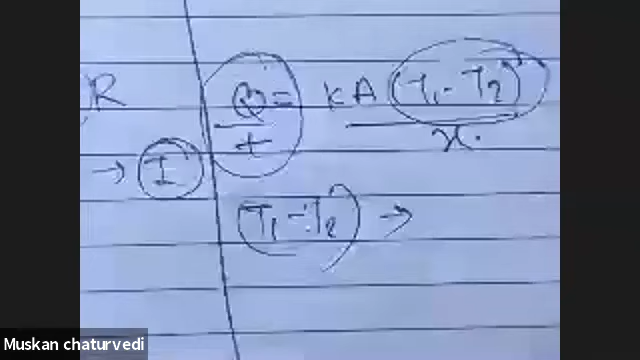 R
→ I
Q/t = KA (T₁ - T₂)/x.
(T₁ - T₂) →
Muskan chaturvedi